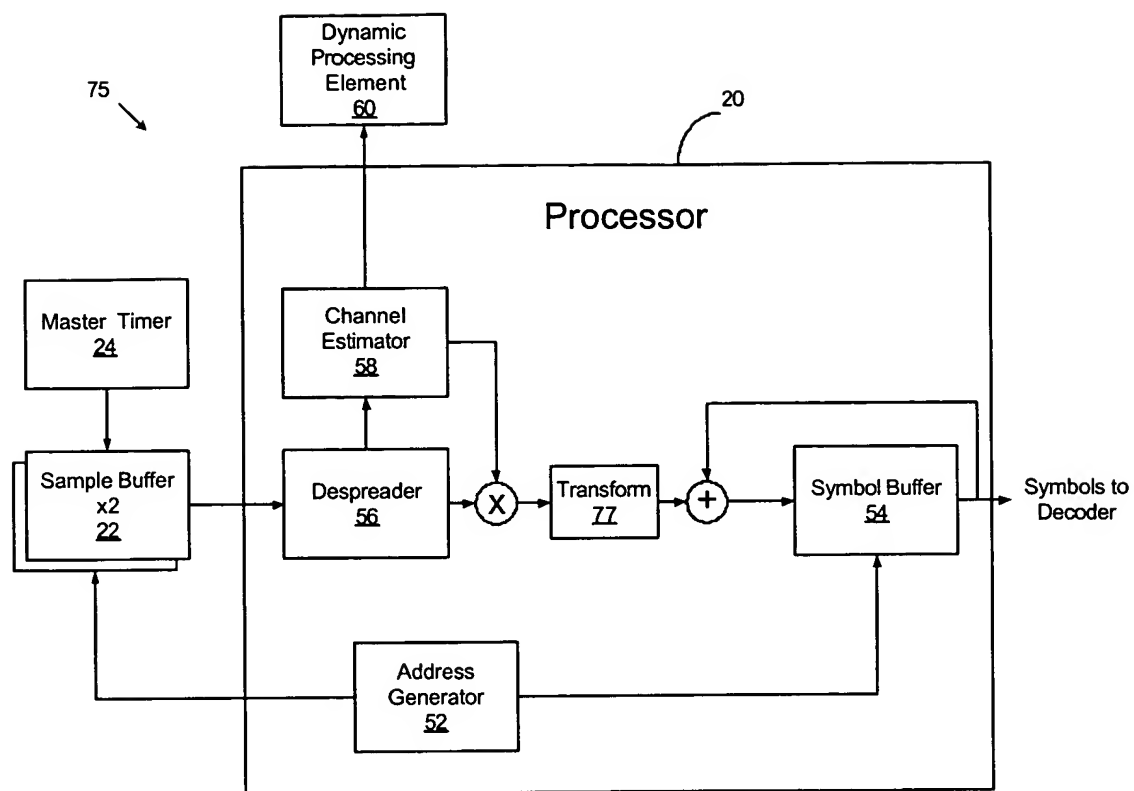 Dynamic
Processing
Element
60
75
20
Processor
Master Timer
24
Channel
Estimator
58
Sample Buffer
x2
22
Despreader
56
X
Transform
77
+
Symbol Buffer
54
Symbols to
Decoder
Address
Generator
52